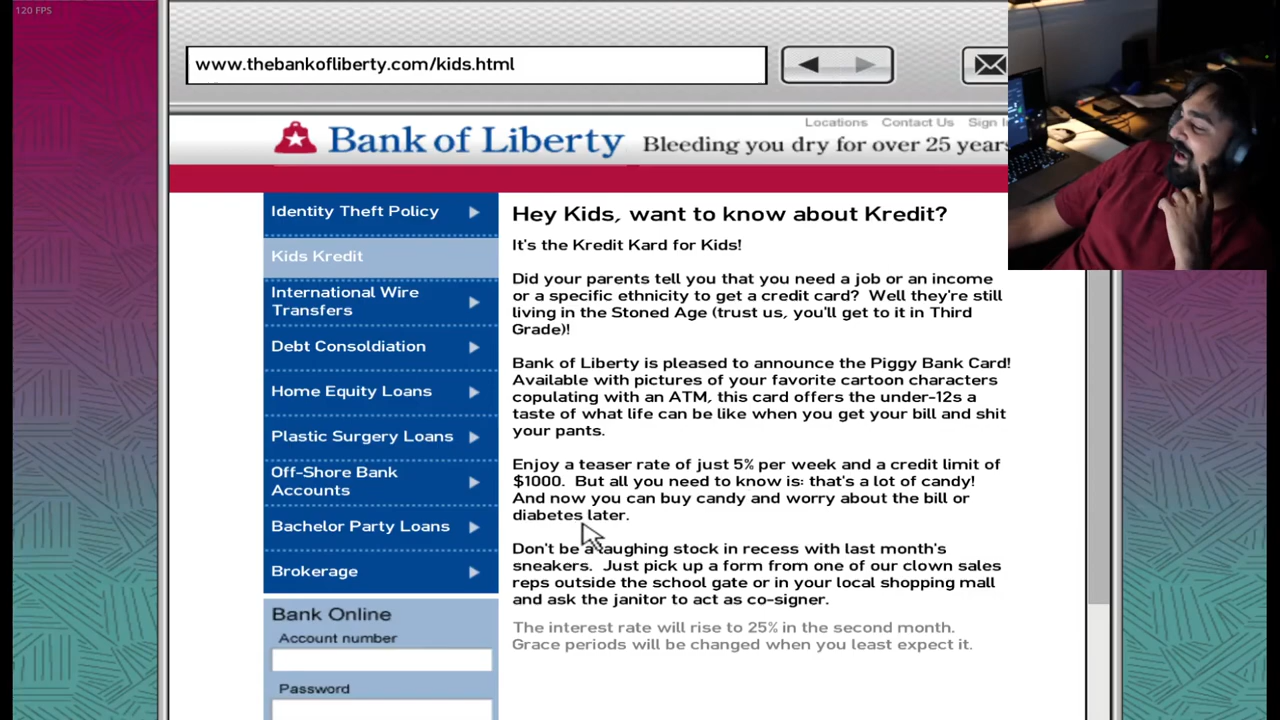 120 FPS
www.thebankofliberty.com/kids.html
Locations Contact Us Sign
Bank of Liberty Bleeding you dry for over 25 years
Identity Theft Policy
Kids Kredit
International Wire
Transfers
Debt Consoldiation
Home Equity Loans
Plastic Surgery Loans
Off-Shore Bank
Accounts
Bachelor Party Loans
Brokerage
Bank Online
Account number
Password
Hey Kids, want to know about Kredit?
It's the Kredit Kard for Kids!
Did your parents tell you that you need a job or an income
or a specific ethnicity to get a credit card? Well they're still
living in the Stoned Age (trust us, you'll get to it in Third
Grade)!
Bank of Liberty is pleased to announce the Piggy Bank Card!
Available with pictures of your favorite cartoon characters
copulating with an ATM, this card offers the under-12s a
taste of what life can be like when you get your bill and shit
your pants.
Enjoy a teaser rate of just 5% per week and a credit limit of
$1000. But all you need to know is: that's a lot of candy!
And now you can buy candy and worry about the bill or
diabetes later.
Don't be a laughing stock in recess with last month's
sneakers. Just pick up a form from one of our clown sales
reps outside the school gate or in your local shopping mall
and ask the janitor to act as co-signer.
The interest rate will rise to 25% in the second month.
Grace periods will be changed when you least expect it.